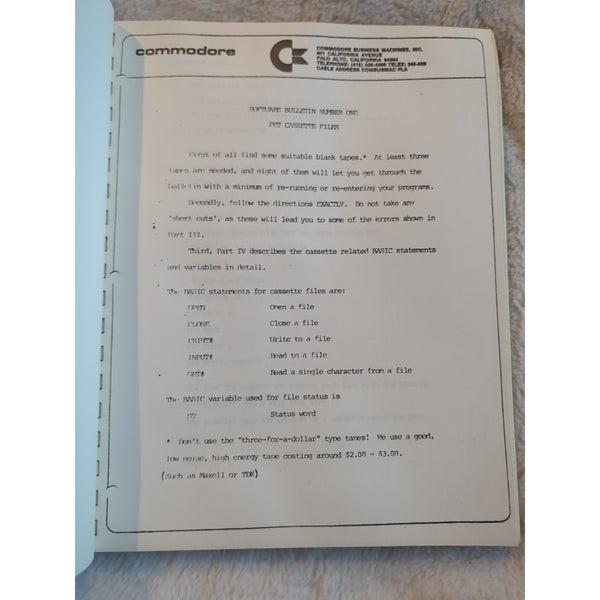 commodore
COMMODORE BUSINESS MACHINES, INC.
901 CALIFORNIA AVENUE
PALO ALTO, CALIFORNIA 94304
CABLE ADDRESS COMBUSMAC PLA
SOFTWARE BULLETIN NUMBER ONE
PET CASSETTE FILES
First of all find some suitable blank tapes.* At least three
tapes are needed, and eight of them will let you get through the
bulletin with a minimum of re-running or re-entering your programs.
Secondly, follow the directions EXACTLY. Do not take any
'short cuts', as these will lead you to some of the errors shown in
Part III.
Third, Part IV describes the cassette related BASIC statements
and variables in detail.
The BASIC statements for cassette files are:
OPEN Open a file
CLOSE Close a file
PRINT# Write to a file
INPUT# Read to a file
GET# Read a single character from a file
The BASIC variable used for file status is
ST Status word
* Don't use the "three-for-a-dollar" type tapes! We use a good,
low noise, high energy tape costing around $2.00 - $3.00.
(Such as Maxell or TDK)